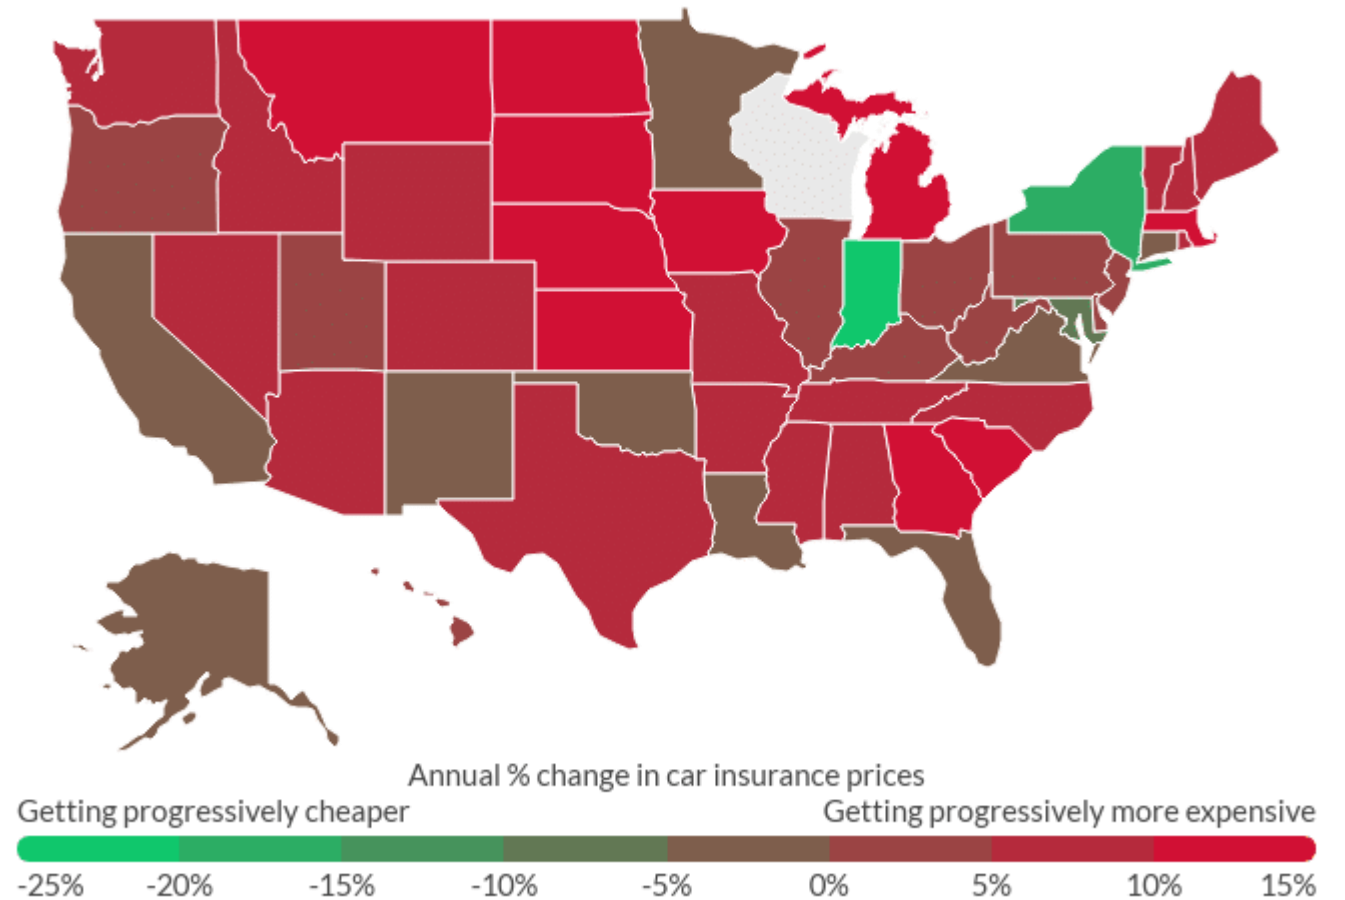 Annual % change in car insurance prices
Getting progressively cheaper Getting progressively more expensive
-25% -20% -15% -10% -5% 0% 5% 10% 15%